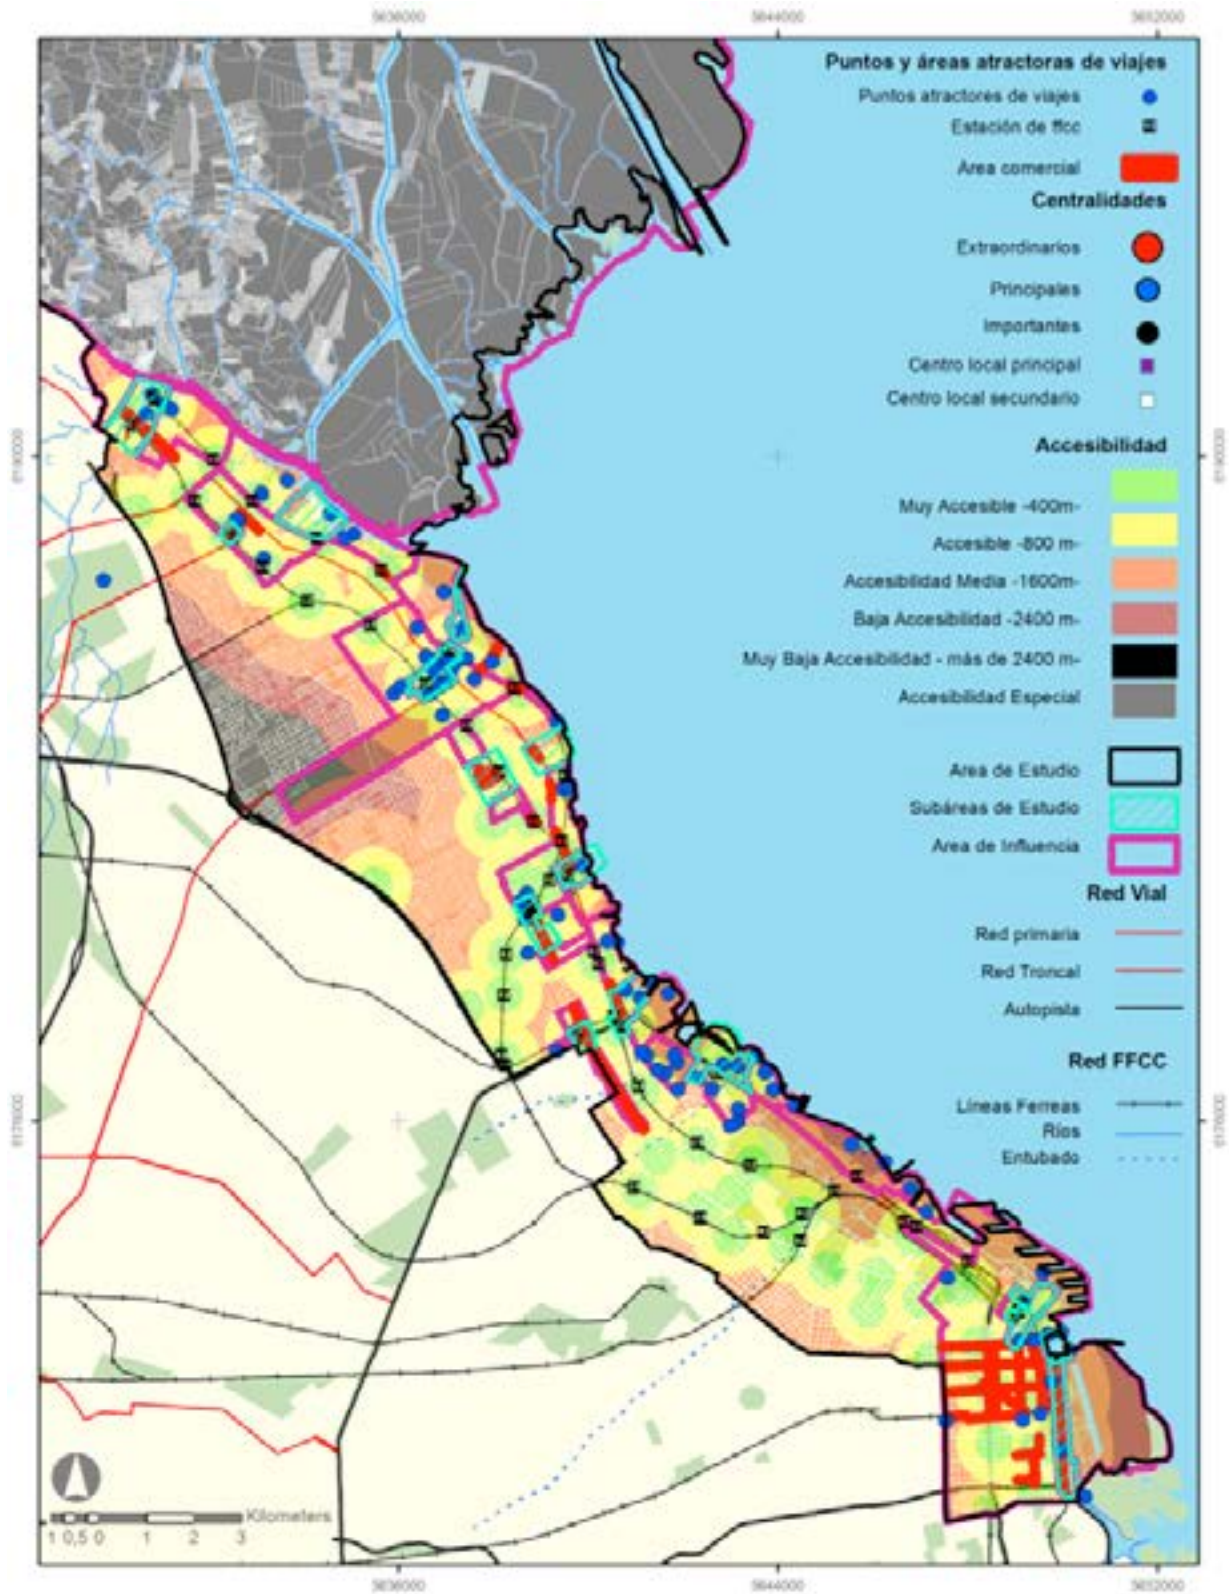 5636000 5644000 5652000
Puntos y áreas atractoras de viajes
Puntos atractores de viajes
Estación de ffcc
Area comercial
Centralidades
Extraordinarios
Principales
Importantes
Centro local principal
Centro local secundario
Accesibilidad
Muy Accesible -400m-
Accesible -800 m-
Accesibilidad Media -1600m-
Baja Accesibilidad -2400 m-
Muy Baja Accesibilidad - más de 2400 m-
Accesibilidad Especial
Area de Estudio
Subáreas de Estudio
Area de Influencia
Red Vial
Red primaria
Red Troncal
Autopista
Red FFCC
Líneas Ferreas
Ríos
Entubado
Kilometers
1 0,5 0 1 2 3
5636000 5644000 5652000